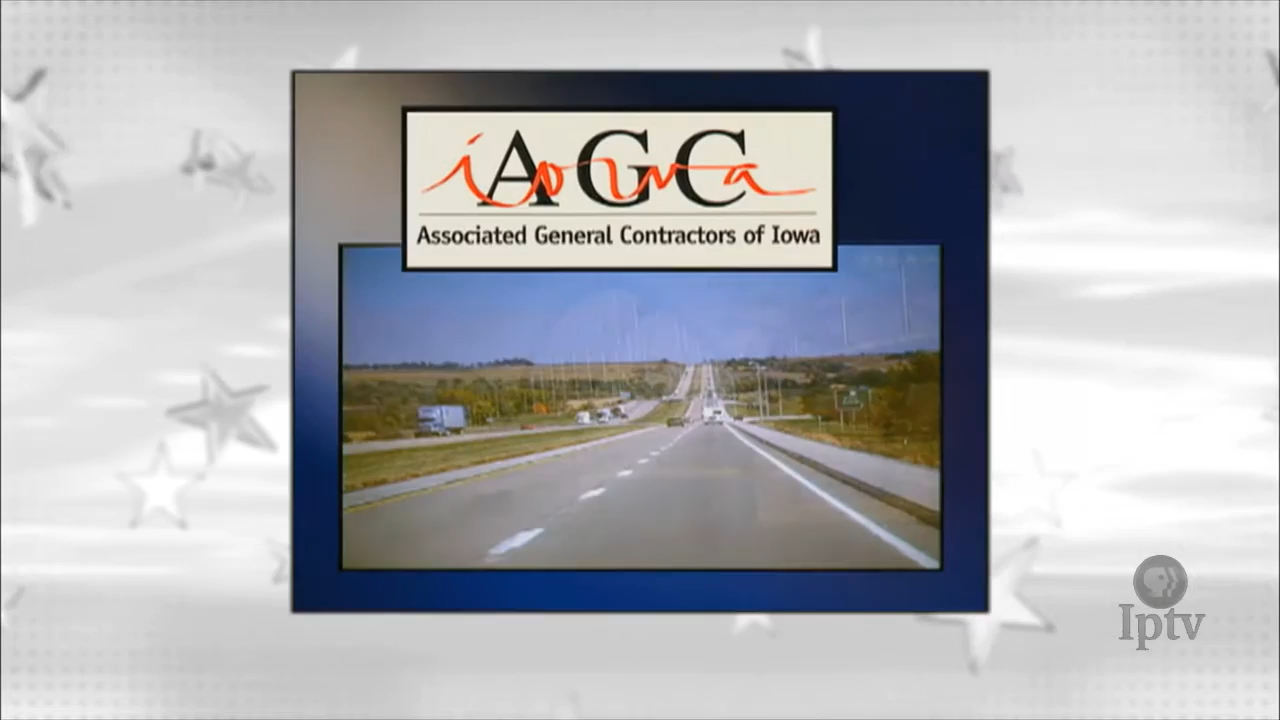 AGC
iowa
Associated General Contractors of Iowa
Iptv